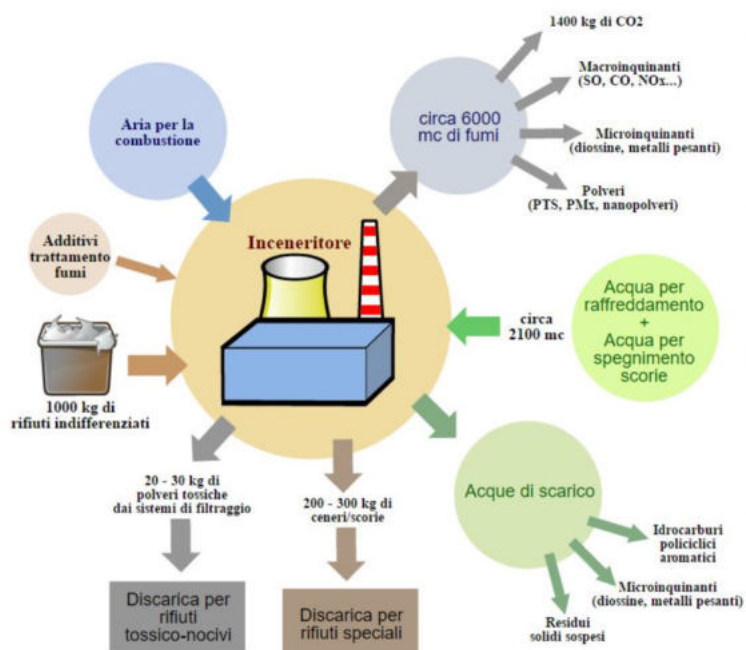 1400 kg di CO2
Macroinquinanti
(SO, CO, NOx...)
circa 6000
mc di fumi
Microinquinanti
(diossine, metalli pesanti)
Polveri
(PTS, PMx, nanopolveri)
Aria per la
combustione
Additivi
trattamento
fumi
Inceneritore
1000 kg di
rifiuti indifferenziati
circa
2100 mc
Acqua per
raffreddamento
+
Acqua per
spegnimento
scorie
20 - 30 kg di
polveri tossiche
dai sistemi di filtraggio
200 - 300 kg di
ceneri/scorie
Acque di scarico
Idrocarburi
policiclici
aromatici
Microinquinanti
(diossine, metalli pesanti)
Residui
solidi sospesi
Discarica per
rifiuti
tossico-nocivi
Discarica per
rifiuti speciali